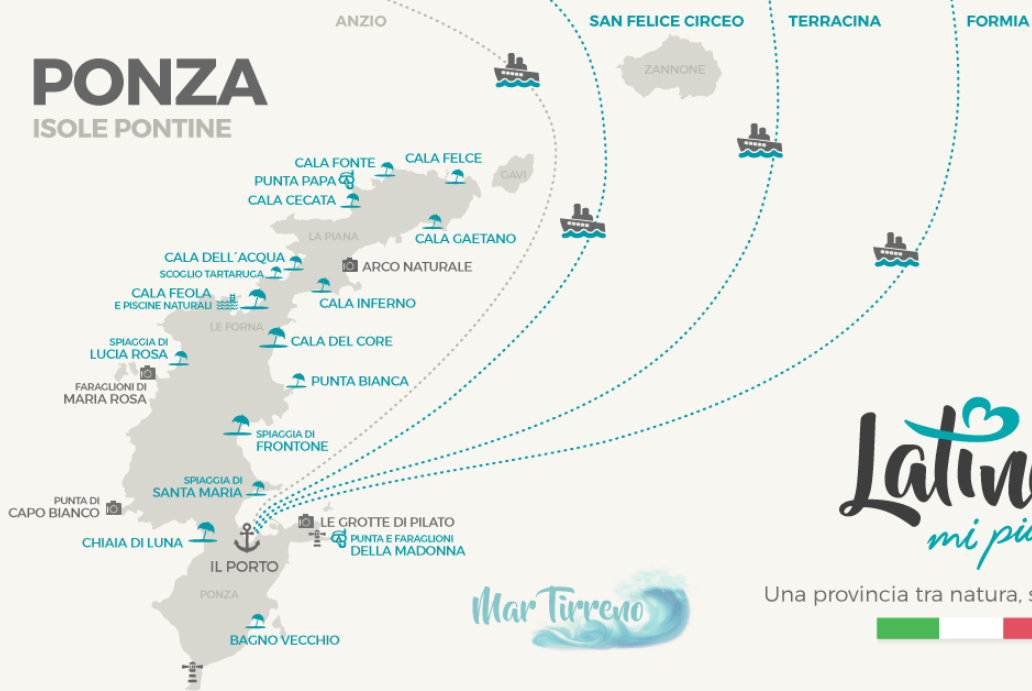 ANZIO
SAN FELICE CIRCEO
TERRACINA
FORMIA
PONZA
ISOLE PONTINE
ZANNONE
CALA FONTE
CALA FELCE
PUNTA PAPA
GAVI
CALA CECATA
LA PIANA
CALA GAETANO
CALA DELL'ACQUA
ARCO NATURALE
SCOGLIO TARTARUGA
CALA FEOLA
E PISCINE NATURALI
CALA INFERNO
LE FORNA
CALA DEL CORE
SPIAGGIA DI
LUCIA ROSA
FARAGLIONI DI
MARIA ROSA
PUNTA BIANCA
SPIAGGIA DI
FRONTONE
SPIAGGIA DI
SANTA MARIA
PUNTA DI
CAPO BIANCO
LE GROTTE DI PILATO
CHIAIA DI LUNA
PUNTA E FARAGLIONI
DELLA MADONNA
IL PORTO
PONZA
BAGNO VECCHIO
Mar Tirreno
Latin
mi pia
Una provincia tra natura, s